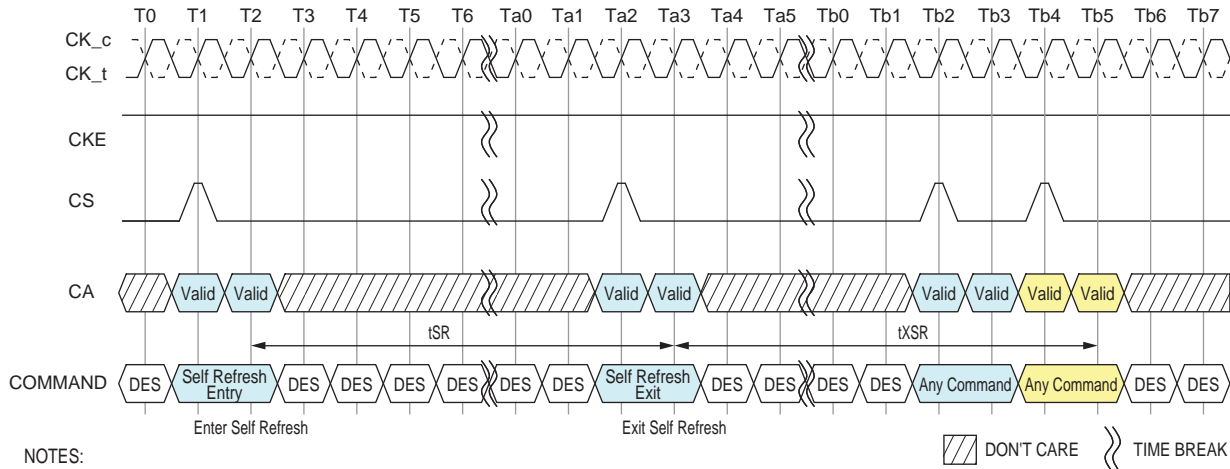 T0 T1 T2 T3 T4 T5 T6 Ta0 Ta1 Ta2 Ta3 Ta4 Ta5 Tb0 Tb1 Tb2 Tb3 Tb4 Tb5 Tb6 Tb7
CK_c
CK_t
CKE
CS
CA Valid Valid Valid Valid Valid Valid Valid Valid
tSR tXSR
COMMAND DES Self Refresh Entry DES DES DES DES DES DES Self Refresh Exit DES DES DES DES Any Command Any Command DES DES
Enter Self Refresh Exit Self Refresh
NOTES: DON'T CARE TIME BREAK